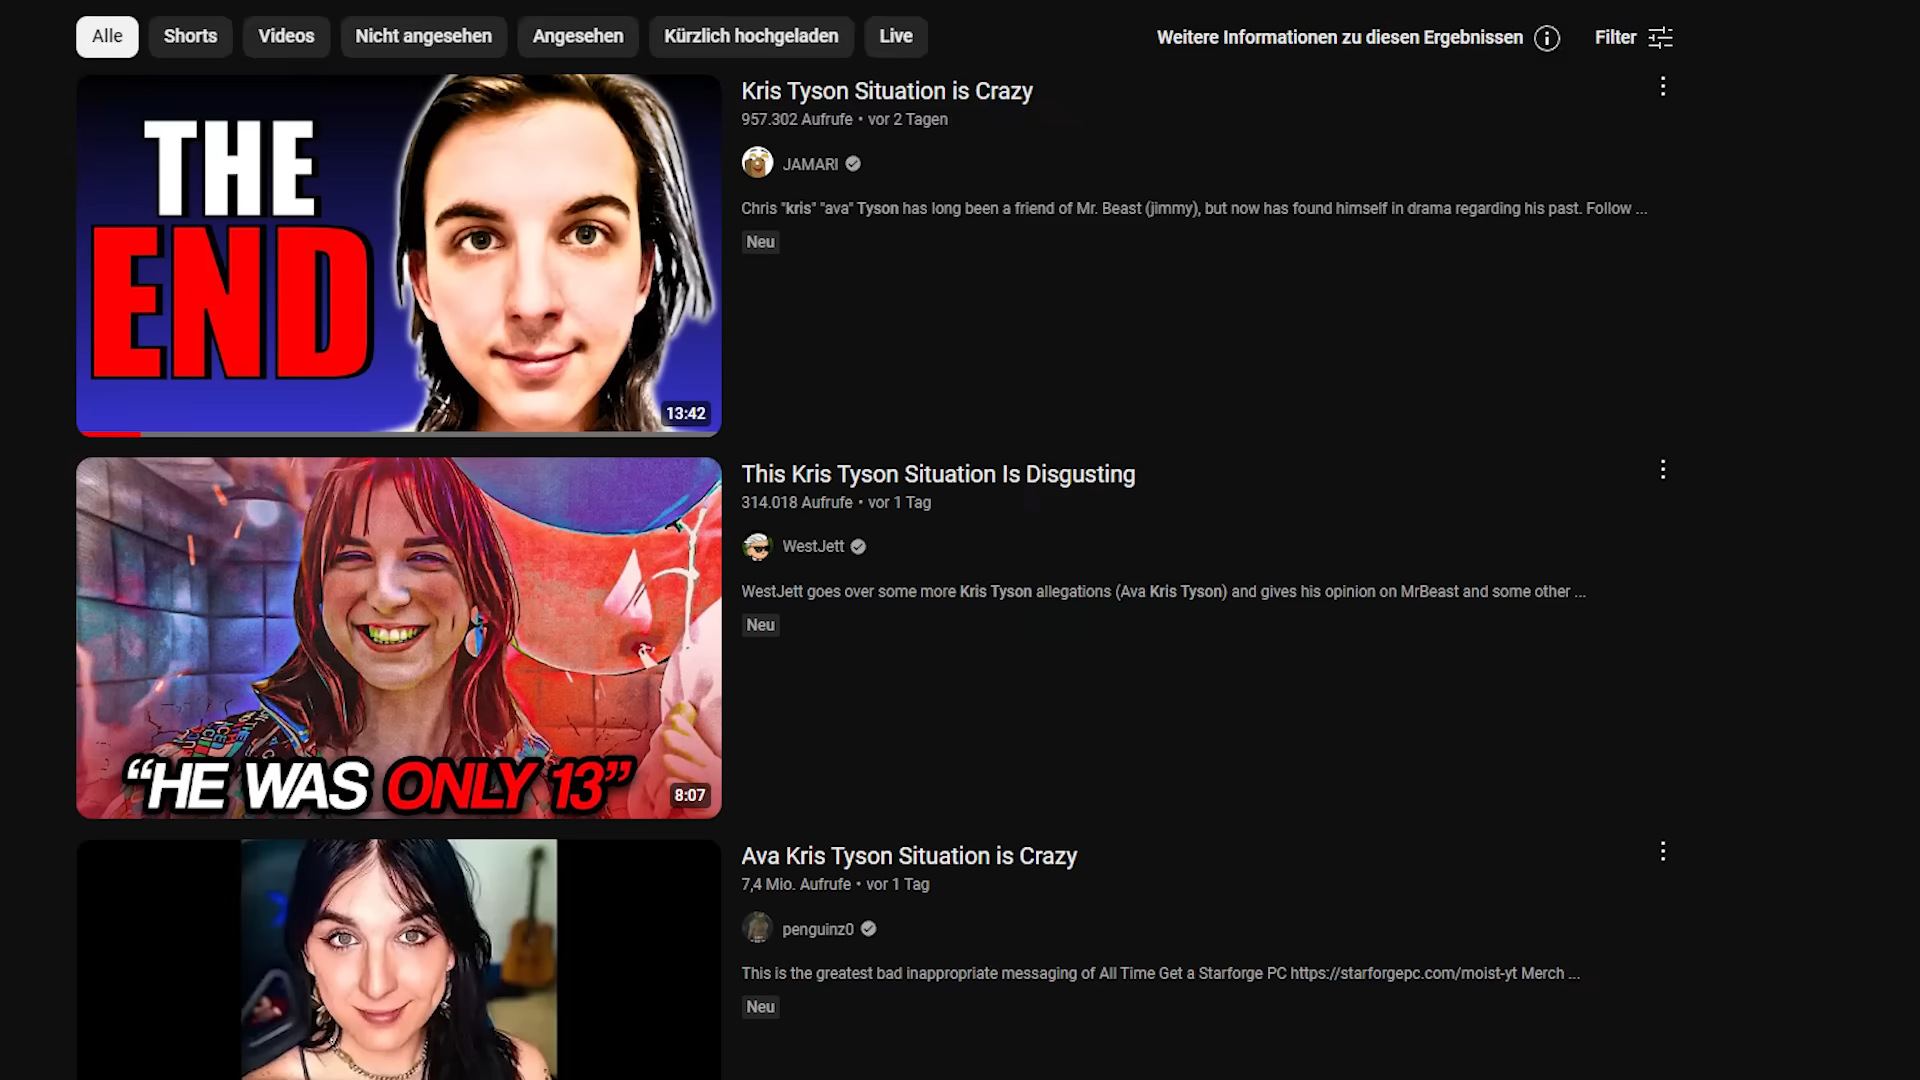 Alle Shorts Videos Nicht angesehen Angesehen Kürzlich hochgeladen Live Weitere Informationen zu diesen Ergebnissen Filter
THE
END
13:42
Kris Tyson Situation is Crazy
957.302 Aufrufe • vor 2 Tagen
JAMARI
Chris "kris" "ava" Tyson has long been a friend of Mr. Beast (jimmy), but now has found himself in drama regarding his past. Follow ...
Neu
“HE WAS ONLY 13”
8:07
This Kris Tyson Situation Is Disgusting
314.018 Aufrufe • vor 1 Tag
WestJett
WestJett goes over some more Kris Tyson allegations (Ava Kris Tyson) and gives his opinion on MrBeast and some other ...
Neu
Ava Kris Tyson Situation is Crazy
7,4 Mio. Aufrufe • vor 1 Tag
penguinz0
This is the greatest bad inappropriate messaging of All Time Get a Starforge PC https://starforgepc.com/moist-yt Merch ...
Neu